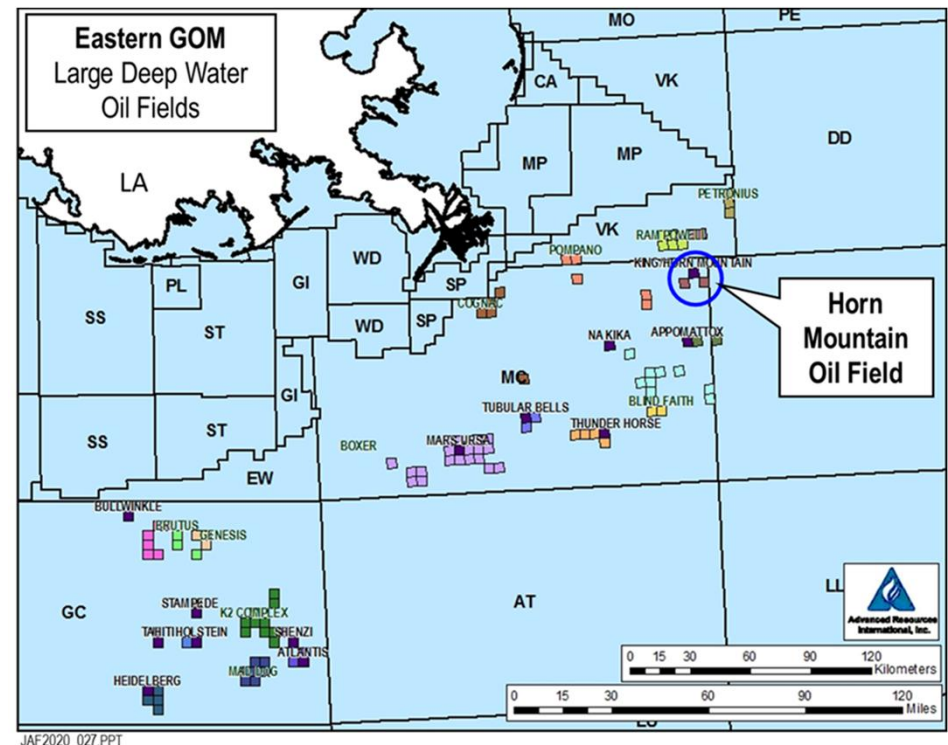 Eastern GOM
Large Deep Water
Oil Fields
MO
PE
CA
VK
DD
MP
MP
LA
PETRONIUS
VK
RAM POWELL
POMPANO
KING/HORN MOUNTAIN
WD
GI
SP
PL
COGNAC
SS
ST
WD
SP
Horn
Mountain
Oil Field
NA KIKA
APPOMATTOX
MC
GI
BLIND FAITH
TUBULAR BELLS
THUNDER HORSE
SS
ST
BOXER
MARS URSA
EW
BULLWINKLE
BRUTUS
GENESIS
GC
STAMPEDE
K2 COMPLEX
AT
LL
TAHITI
HOLSTEIN
SHENZI
ATLANTIS
MAD DOG
HEIDELBERG
Advanced Resources
International, Inc.
0 15 30 60 90 120
Kilometers
0 15 30 60 90 120
Miles
JAF2020_027.PPT